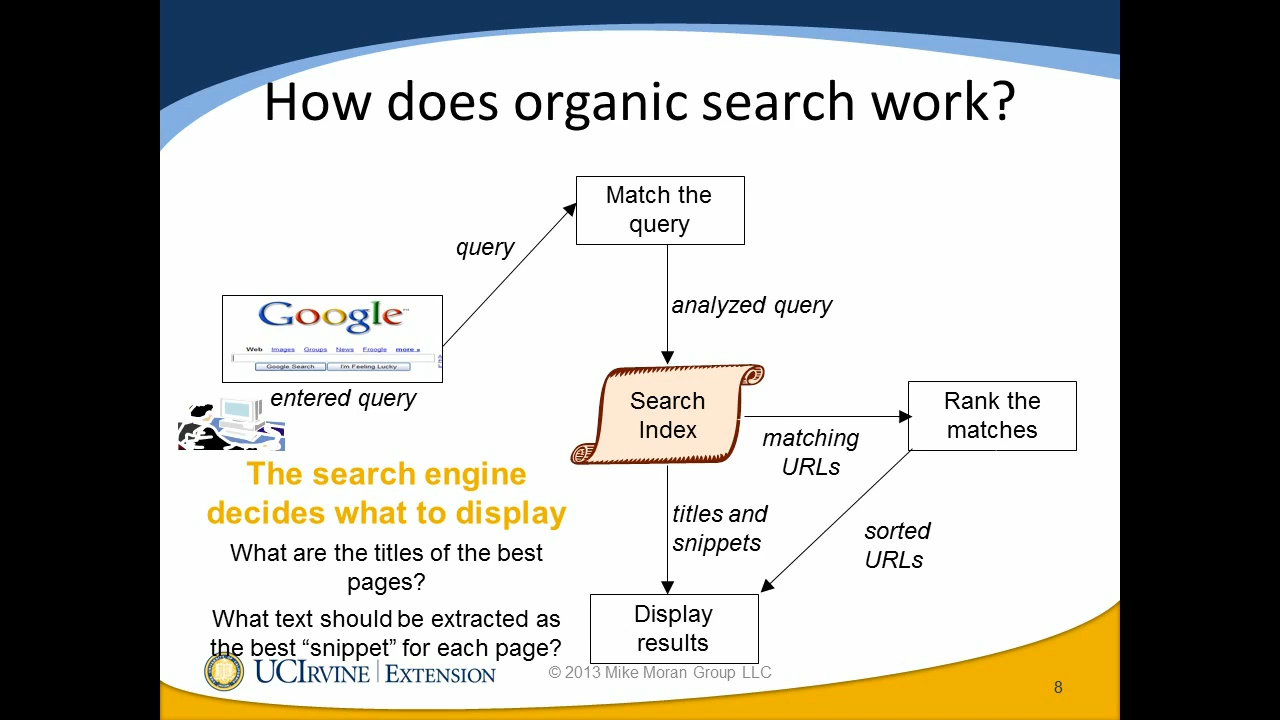 How does organic search work?
Match the
query
query
analyzed query
Google
Web Images Groups News Froogle more »
Google Search I'm Feeling Lucky
entered query
Search
Index
matching
URLs
Rank the
matches
The search engine
decides what to display
What are the titles of the best
pages?
What text should be extracted as
the best “snippet” for each page?
titles and
snippets
sorted
URLs
Display
results
UCIRVINE | EXTENSION
© 2013 Mike Moran Group LLC
8